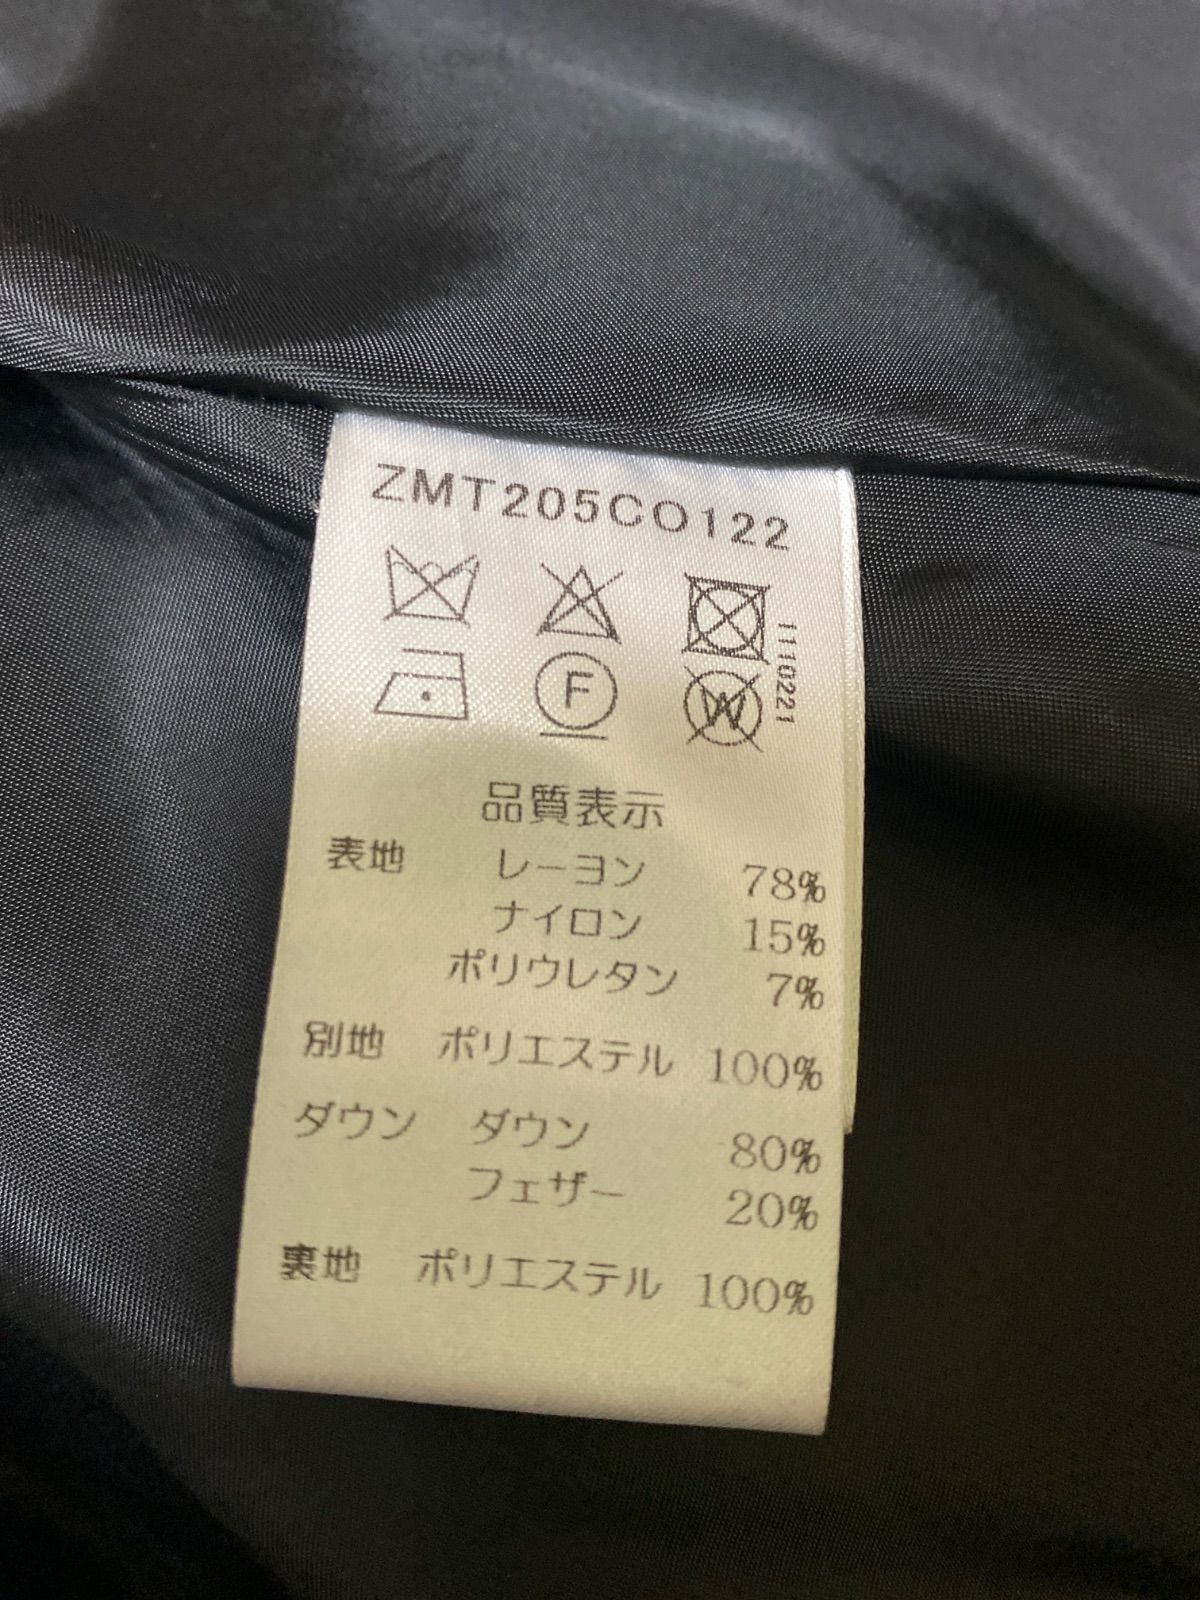 ZMT205CO122
1110221
F
W
品質表示
表地 レーヨン 78%
ナイロン 15%
ポリウレタン 7%
別地 ポリエステル 100%
ダウン ダウン 80%
フェザー 20%
裏地 ポリエステル 100%